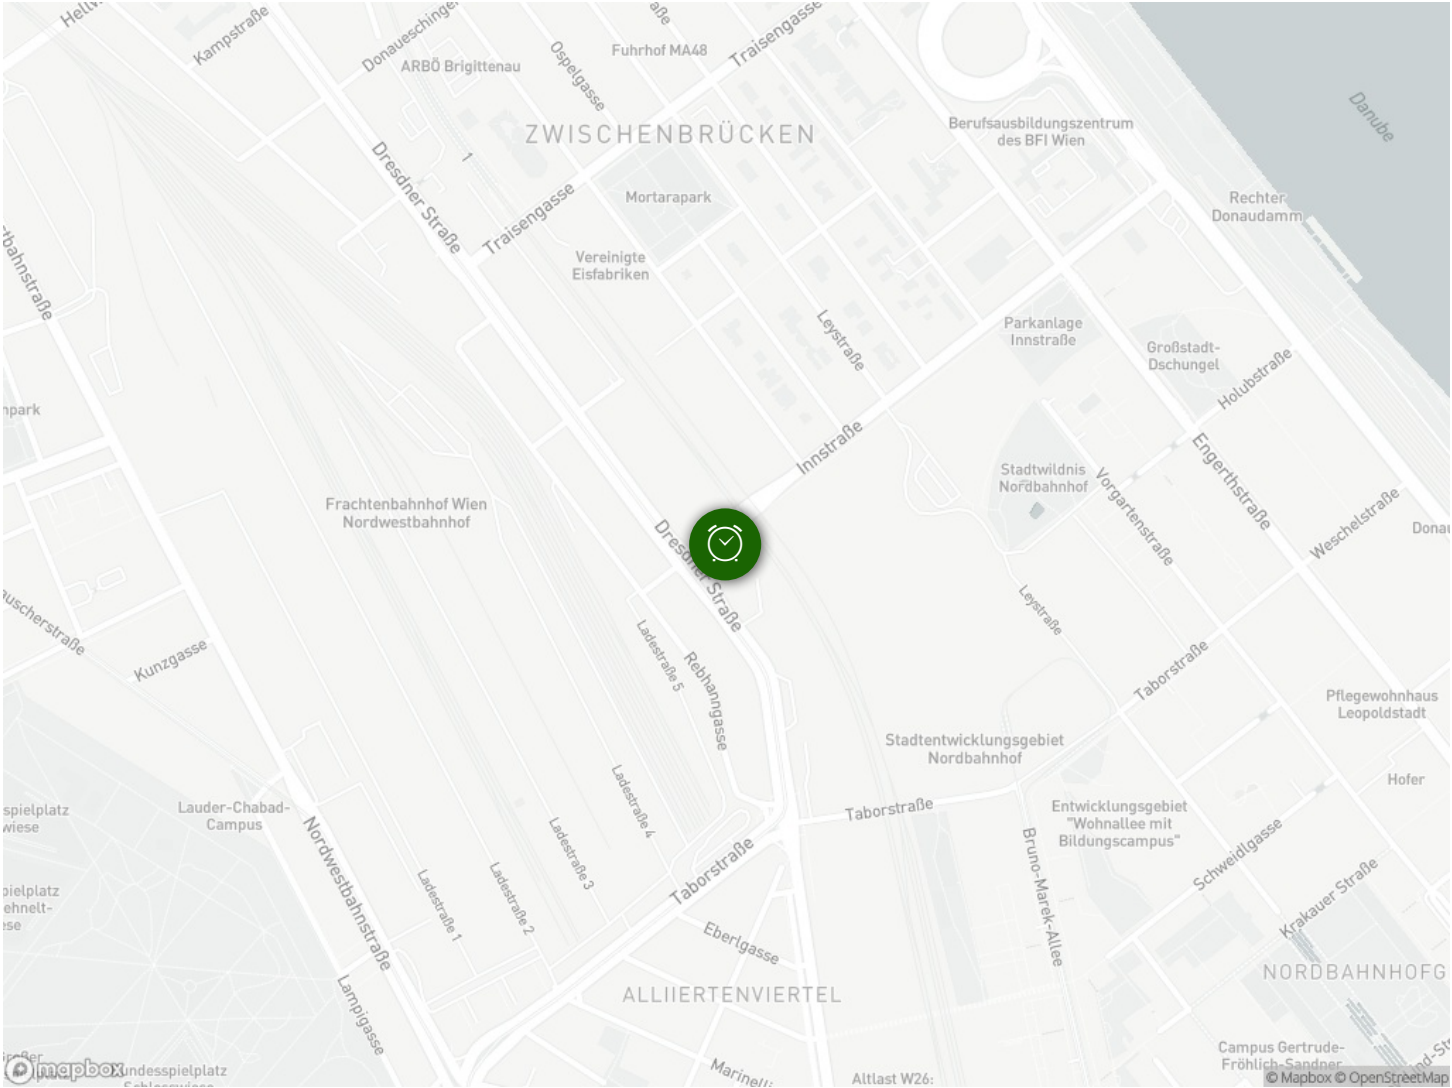 Kampstraße
Donaueschinger
ARBÖ Brigittenau
Ospelgasse
Fuhrhof MA48
Traisengasse
ZWISCHENBRÜCKEN
Berufsausbildungszentrum
des BFI Wien
Danube
Dresdner Straße
1
Traisengasse
Mortarapark
Rechter
Donaudamm
Vereinigte
Eisfabriken
Leystraße
Parkanlage
Innstraße
Großstadt-
Dschungel
Holubstraße
Innstraße
Stadtwildnis
Nordbahnhof
Vorgartenstraße
Engerthstraße
Weschelstraße
Frachtenbahnhof Wien
Nordwestbahnhof
Dresdner Straße
Leystraße
Kunzgasse
Ladestraße 5
Rebhanngasse
Taborstraße
Pflegewohnhaus
Leopoldstadt
Stadtentwicklungsgebiet
Nordbahnhof
Hofer
Lauder-Chabad-
Campus
Nordwestbahnstraße
Ladestraße 4
Ladestraße 3
Ladestraße 2
Ladestraße 1
Taborstraße
Taborstraße
Entwicklungsgebiet
"Wohnallee mit
Bildungscampus"
Bruno-Marek-Allee
Schweidlgasse
Krakauer Straße
Eberlgasse
ALLIIERTENVIERTEL
NORDBAHNHOFG
Lampigasse
Campus Gertrude-
Fröhlich-Sandner
Altlast W26:
mapbox
© Mapbox © OpenStreetMap